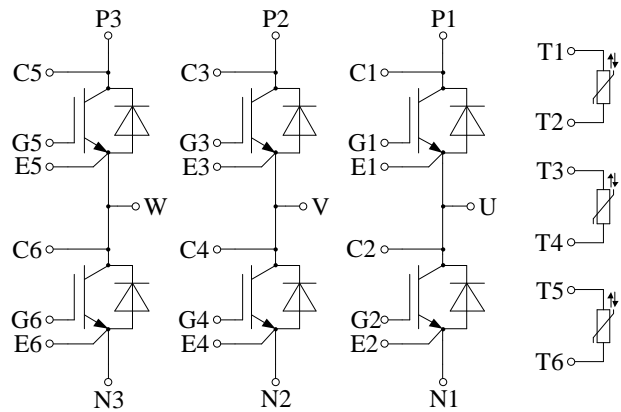 P3 P2 P1
C5 C3 C1 T1
G5 G3 G1 T2
E5 E3 E1 T3
W V U
C6 C4 C2 T4
T5
G6 G4 G2
E6 E4 E2 T6
N3 N2 N1